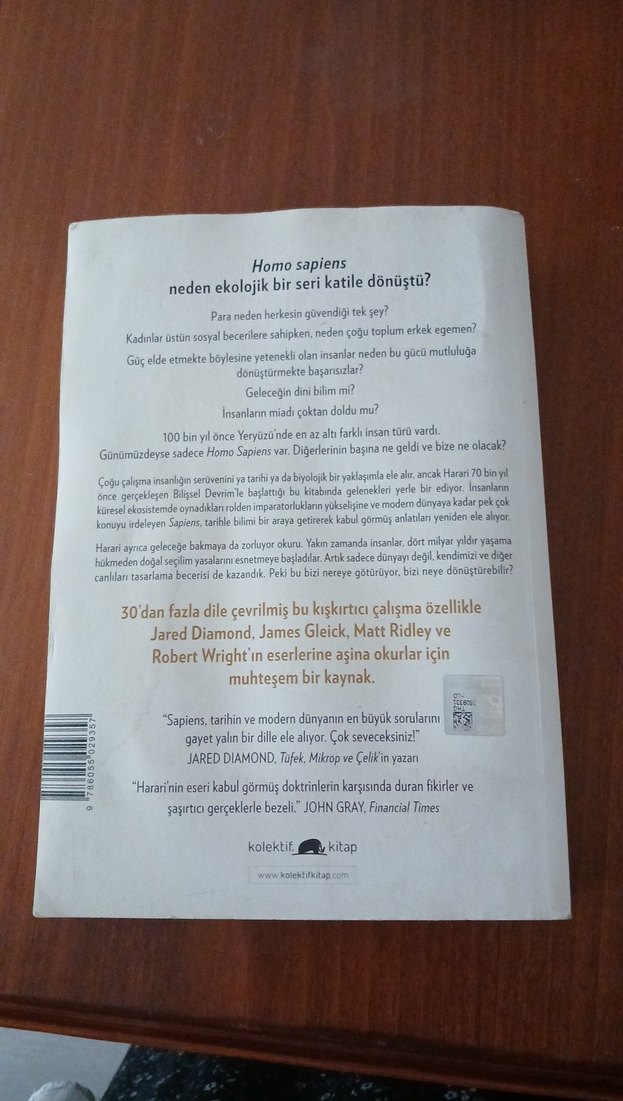 Homo sapiens
neden ekolojik bir seri katile dönüştü?
Para neden herkesin güvendiği tek şey?
Kadınlar üstün sosyal becerilere sahipken, neden çoğu toplum erkek egemen?
Güç elde etmekte böylesine yetenekli olan insanlar neden bu gücü mutluluğa
dönüştürmekte başarısızlar?
Geleceğin dini bilim mi?
İnsanların miadı çoktan doldu mu?
100 bin yıl önce Yeryüzü'nde en az altı farklı insan türü vardı.
Günümüzdeyse sadece Homo Sapiens var. Diğerlerinin başına ne geldi ve bize ne olacak?
Çoğu çalışma insanlığın serüvenini ya tarihi ya da biyolojik bir yaklaşımla ele alır, ancak Harari 70 bin yıl
önce gerçekleşen Bilişsel Devrim'le başlattığı bu kitabında gelenekleri yerle bir ediyor. İnsanların
küresel ekosistemde oynadıkları rolden imparatorlukların yükselişine ve modern dünyaya kadar pek çok
konuyu irdeleyen Sapiens, tarihle bilimi bir araya getirerek kabul görmüş anlatıları yeniden ele alıyor.
Harari ayrıca geleceğe bakmaya da zorluyor okuru. Yakın zamanda insanlar, dört milyar yıldır yaşama
hükmeden doğal seçilim yasalarını esnetmeye başladılar. Artık sadece dünyayı değil, kendimizi ve diğer
canlıları tasarlama becerisi de kazandık. Peki bu bizi nereye götürüyor, bizi neye dönüştürebilir?
30'dan fazla dile çevrilmiş bu kışkırtıcı çalışma özellikle
Jared Diamond, James Gleick, Matt Ridley ve
Robert Wright'ın eserlerine aşina okurlar için
muhteşem bir kaynak.
"Sapiens, tarihin ve modern dünyanın en büyük sorularını
gayet yalın bir dille ele alıyor. Çok seveceksiniz!"
JARED DIAMOND, Tüfek, Mikrop ve Çelik'in yazarı
"Harari'nin eseri kabul görmüş doktrinlerin karşısında duran fikirler ve
şaşırtıcı gerçeklerle bezeli." JOHN GRAY, Financial Times
kolektif kitap
www.kolektifkitap.com
9 786055 029357